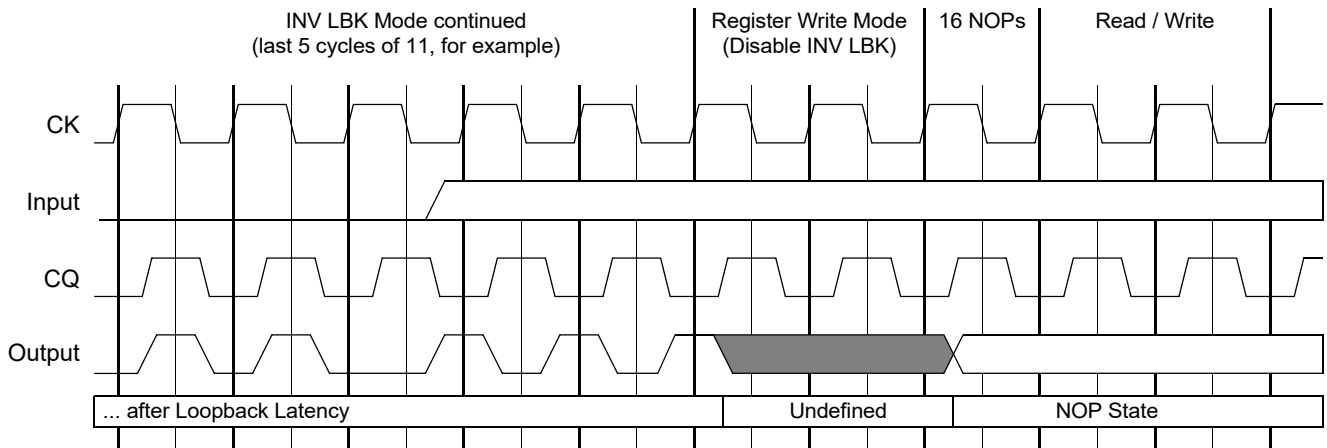 INV LBK Mode continued
(last 5 cycles of 11, for example)
Register Write Mode
(Disable INV LBK)
16 NOPs
Read / Write
CK
Input
CQ
Output
... after Loopback Latency
Undefined
NOP State